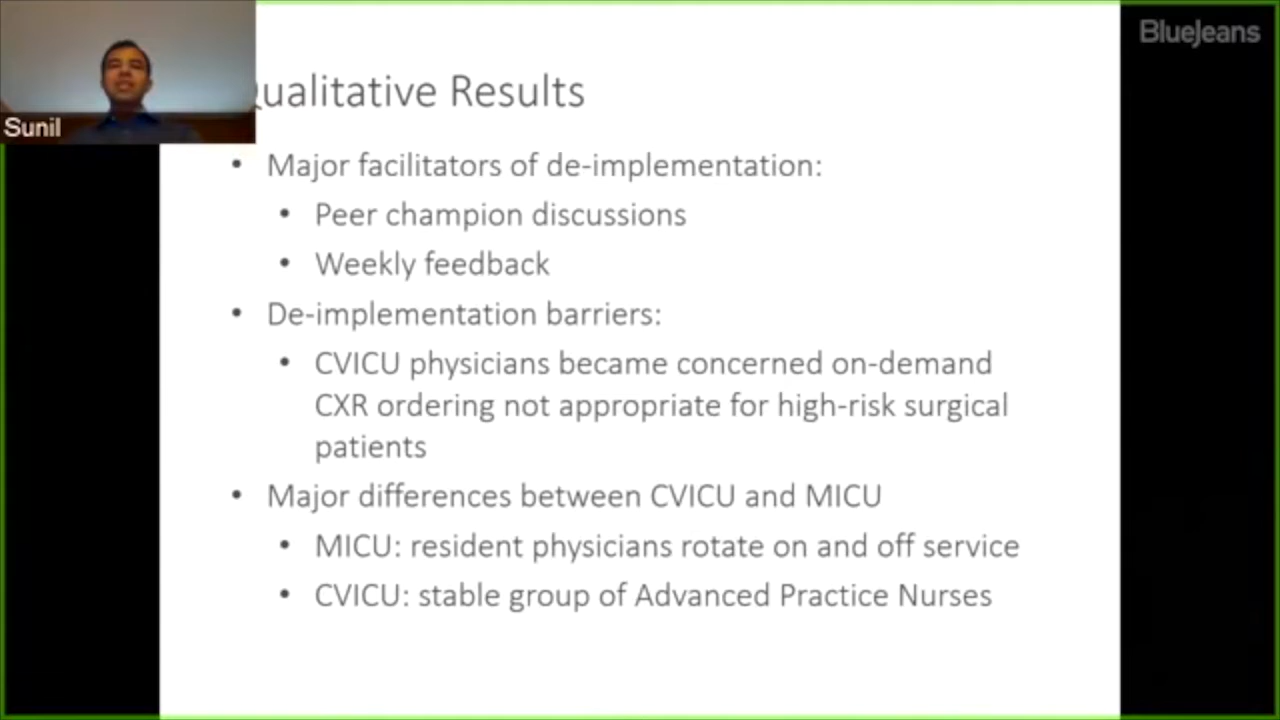 BlueJeans
Sunil
Qualitative Results
• Major facilitators of de-implementation:
• Peer champion discussions
• Weekly feedback
• De-implementation barriers:
• CVICU physicians became concerned on-demand
CXR ordering not appropriate for high-risk surgical
patients
• Major differences between CVICU and MICU
• MICU: resident physicians rotate on and off service
• CVICU: stable group of Advanced Practice Nurses